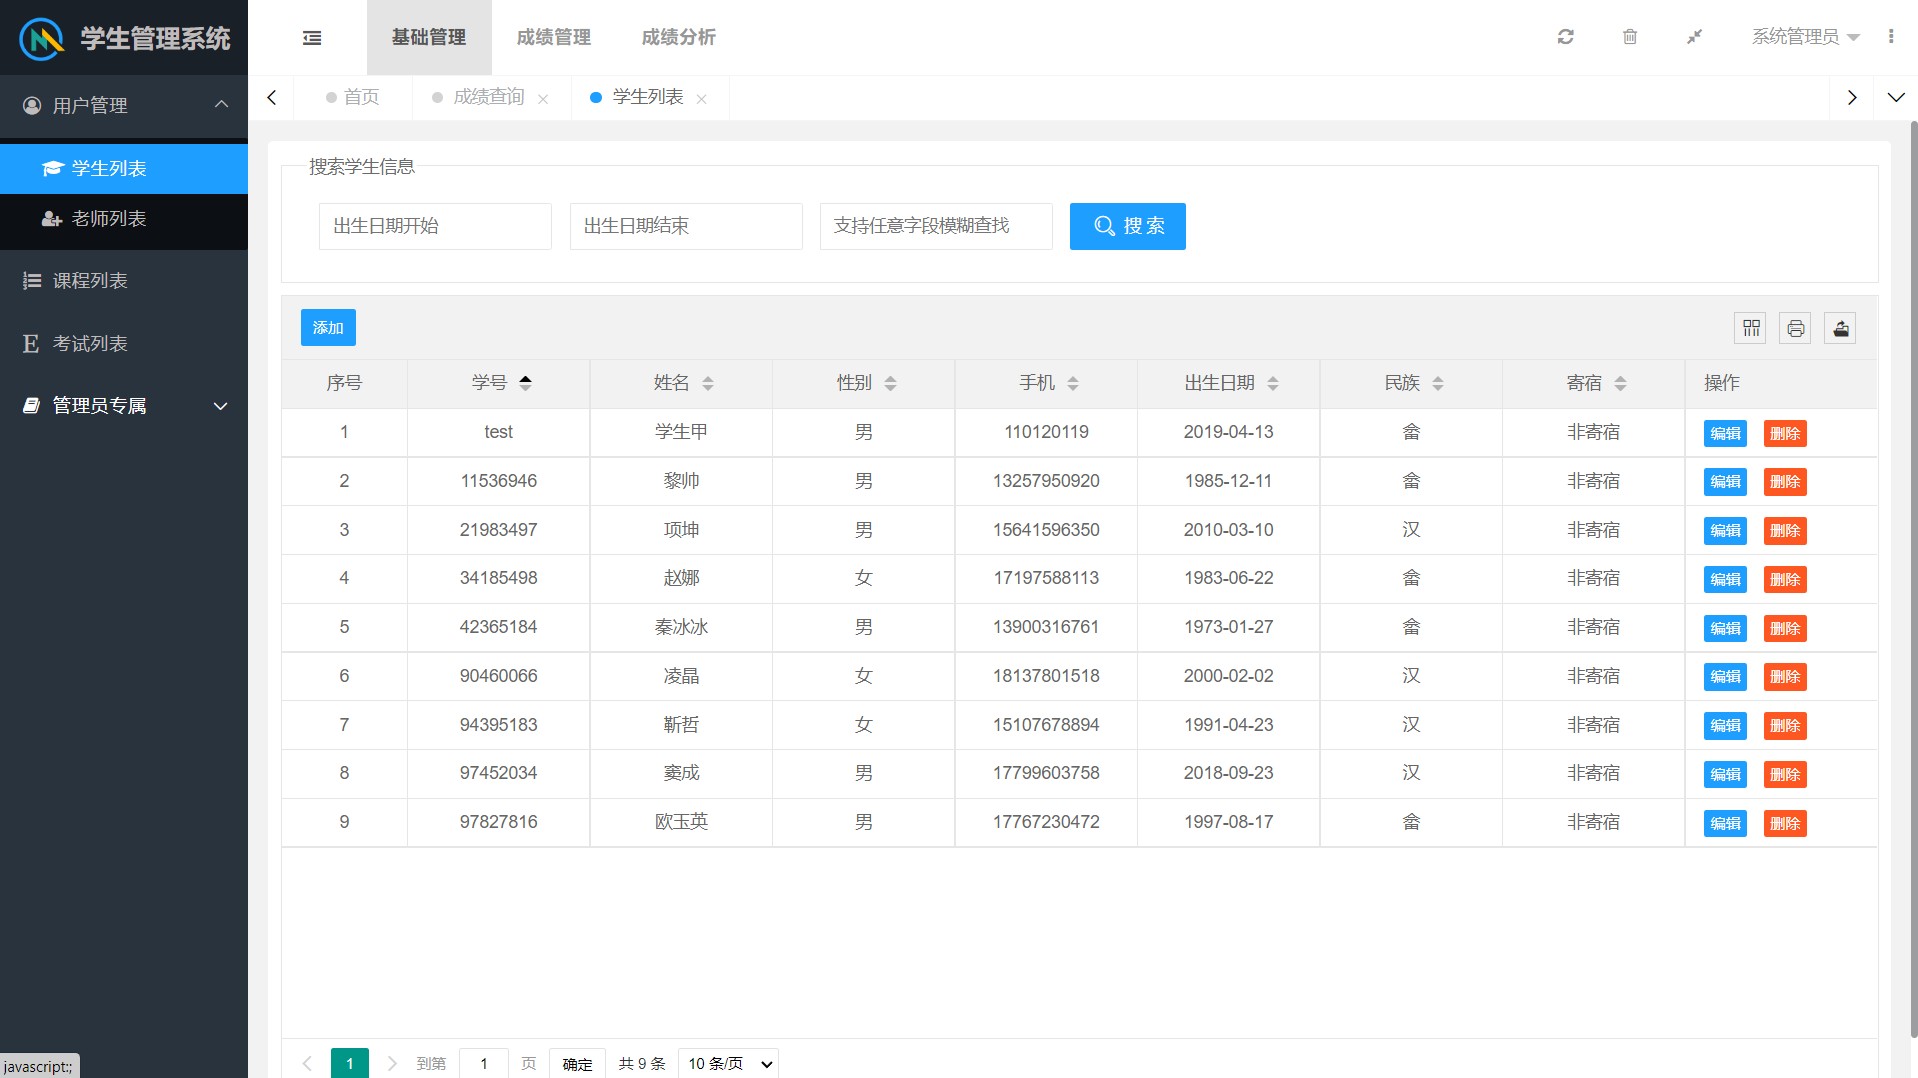 学生管理系统
基础管理 成绩管理 成绩分析 系统管理员
用户管理
学生列表
老师列表
课程列表
E 考试列表
管理员专属
首页 成绩查询 学生列表
搜索学生信息
出生日期开始 出生日期结束 支持任意字段模糊查找 搜索
添加
序号 学号 姓名 性别 手机 出生日期 民族 寄宿 操作
1 test 学生甲 男 110120119 2019-04-13 畲 非寄宿 编辑 删除
2 11536946 黎帅 男 13257950920 1985-12-11 畲 非寄宿 编辑 删除
3 21983497 项坤 男 15641596350 2010-03-10 汉 非寄宿 编辑 删除
4 34185498 赵娜 女 17197588113 1983-06-22 畲 非寄宿 编辑 删除
5 42365184 秦冰冰 男 13900316761 1973-01-27 畲 非寄宿 编辑 删除
6 90460066 凌晶 女 18137801518 2000-02-02 汉 非寄宿 编辑 删除
7 94395183 靳哲 女 15107678894 1991-04-23 汉 非寄宿 编辑 删除
8 97452034 窦成 男 17799603758 2018-09-23 汉 非寄宿 编辑 删除
9 97827816 欧玉英 男 17767230472 1997-08-17 畲 非寄宿 编辑 删除
1 到第 1 页 确定 共 9 条 10 条/页
javascript:;